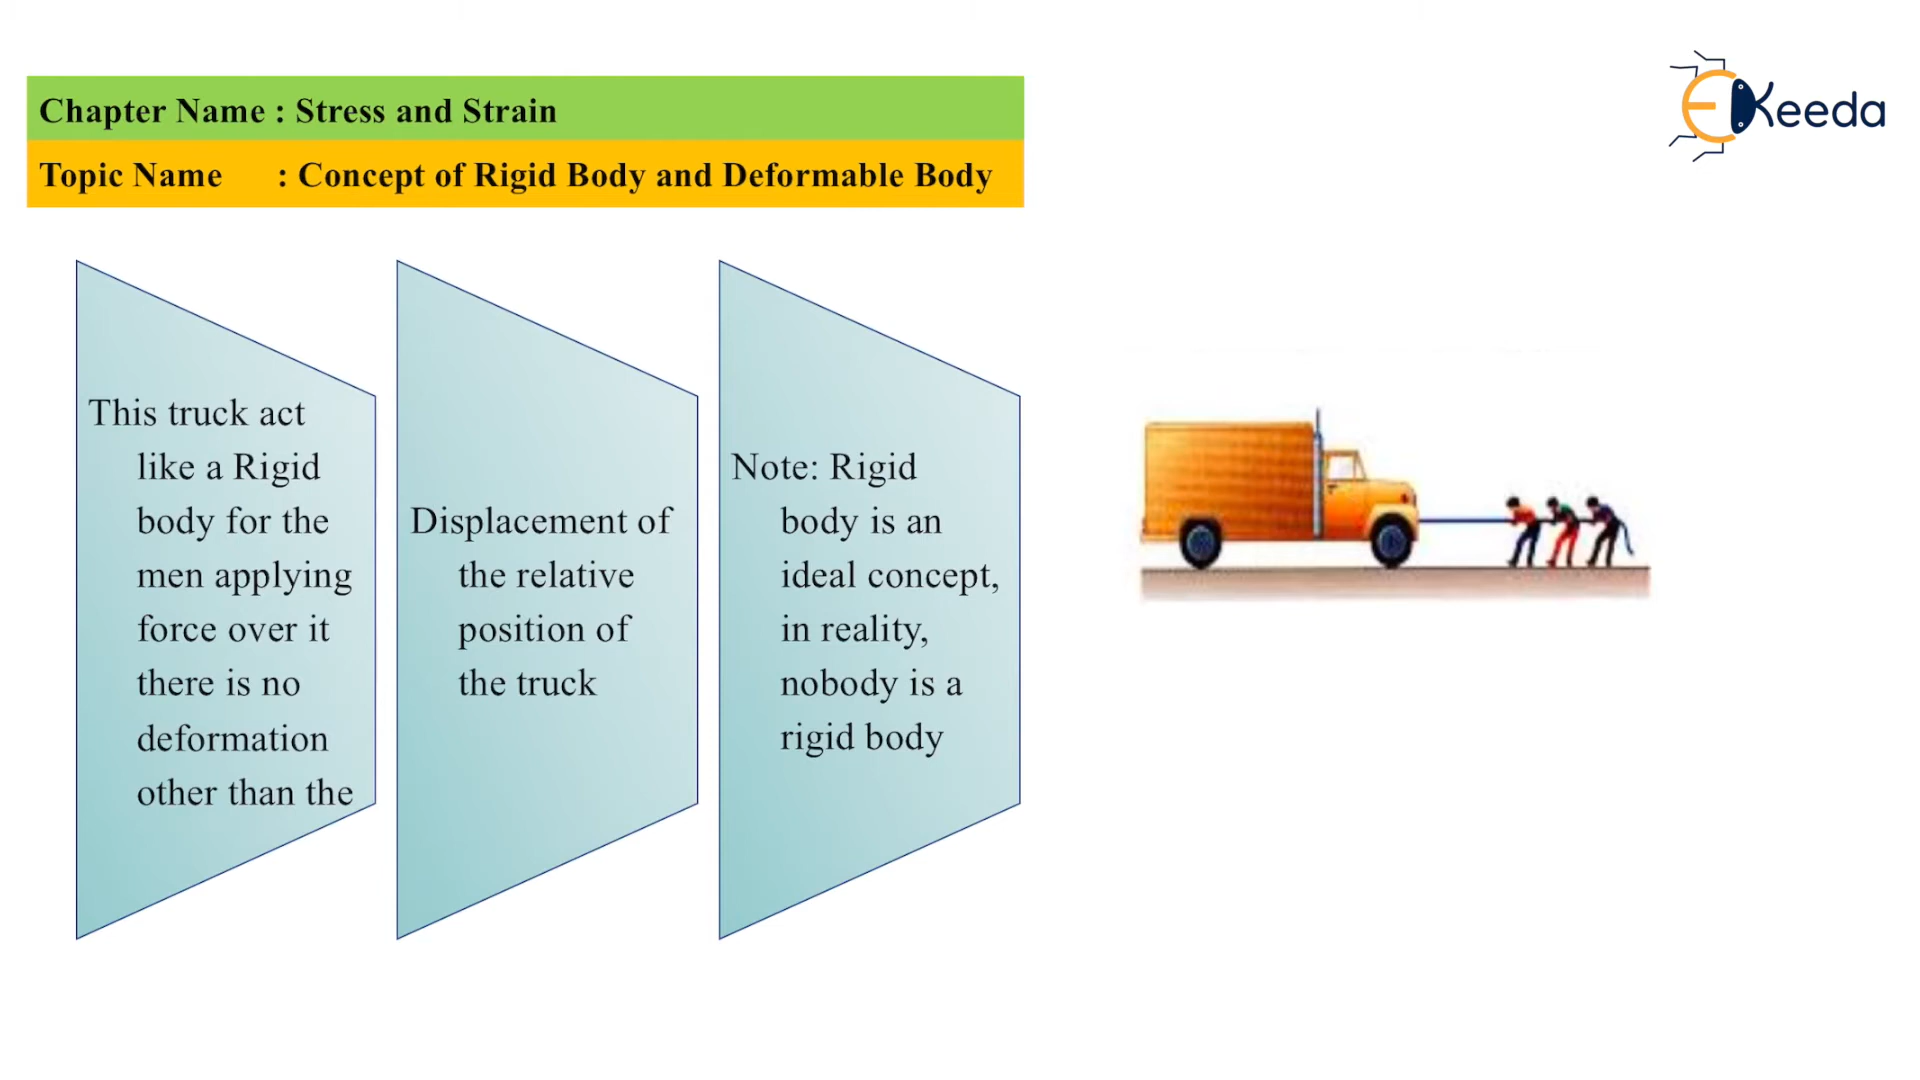 Chapter Name : Stress and Strain
Topic Name : Concept of Rigid Body and Deformable Body
EKeeda
This truck act
like a Rigid
body for the
men applying
force over it
there is no
deformation
other than the
Displacement of
the relative
position of
the truck
Note: Rigid
body is an
ideal concept,
in reality,
nobody is a
rigid body